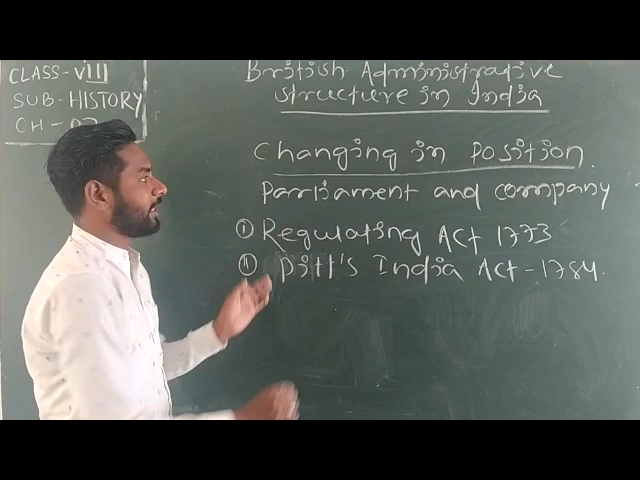 CLASS-VIII
SUB-HISTORY
CH-
British Administrative
structure in India
Changing in Position
Parliament and company
① Regulating Act 1773
② Pitt's India Act-1784.